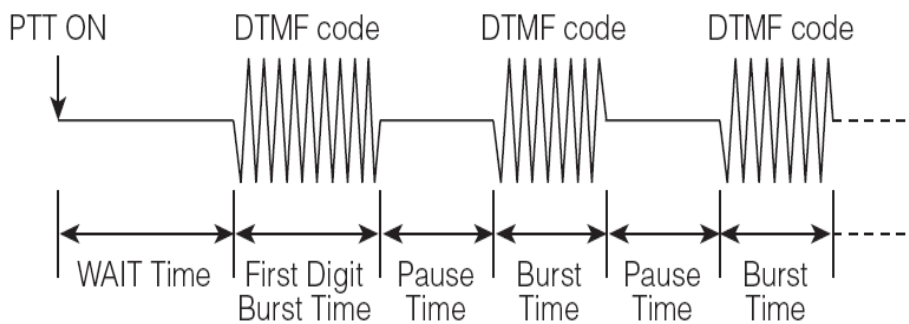 PTT ON DTMF code DTMF code DTMF code
WAIT Time First Digit Pause Burst Pause Burst
Burst Time Time Time Time Time